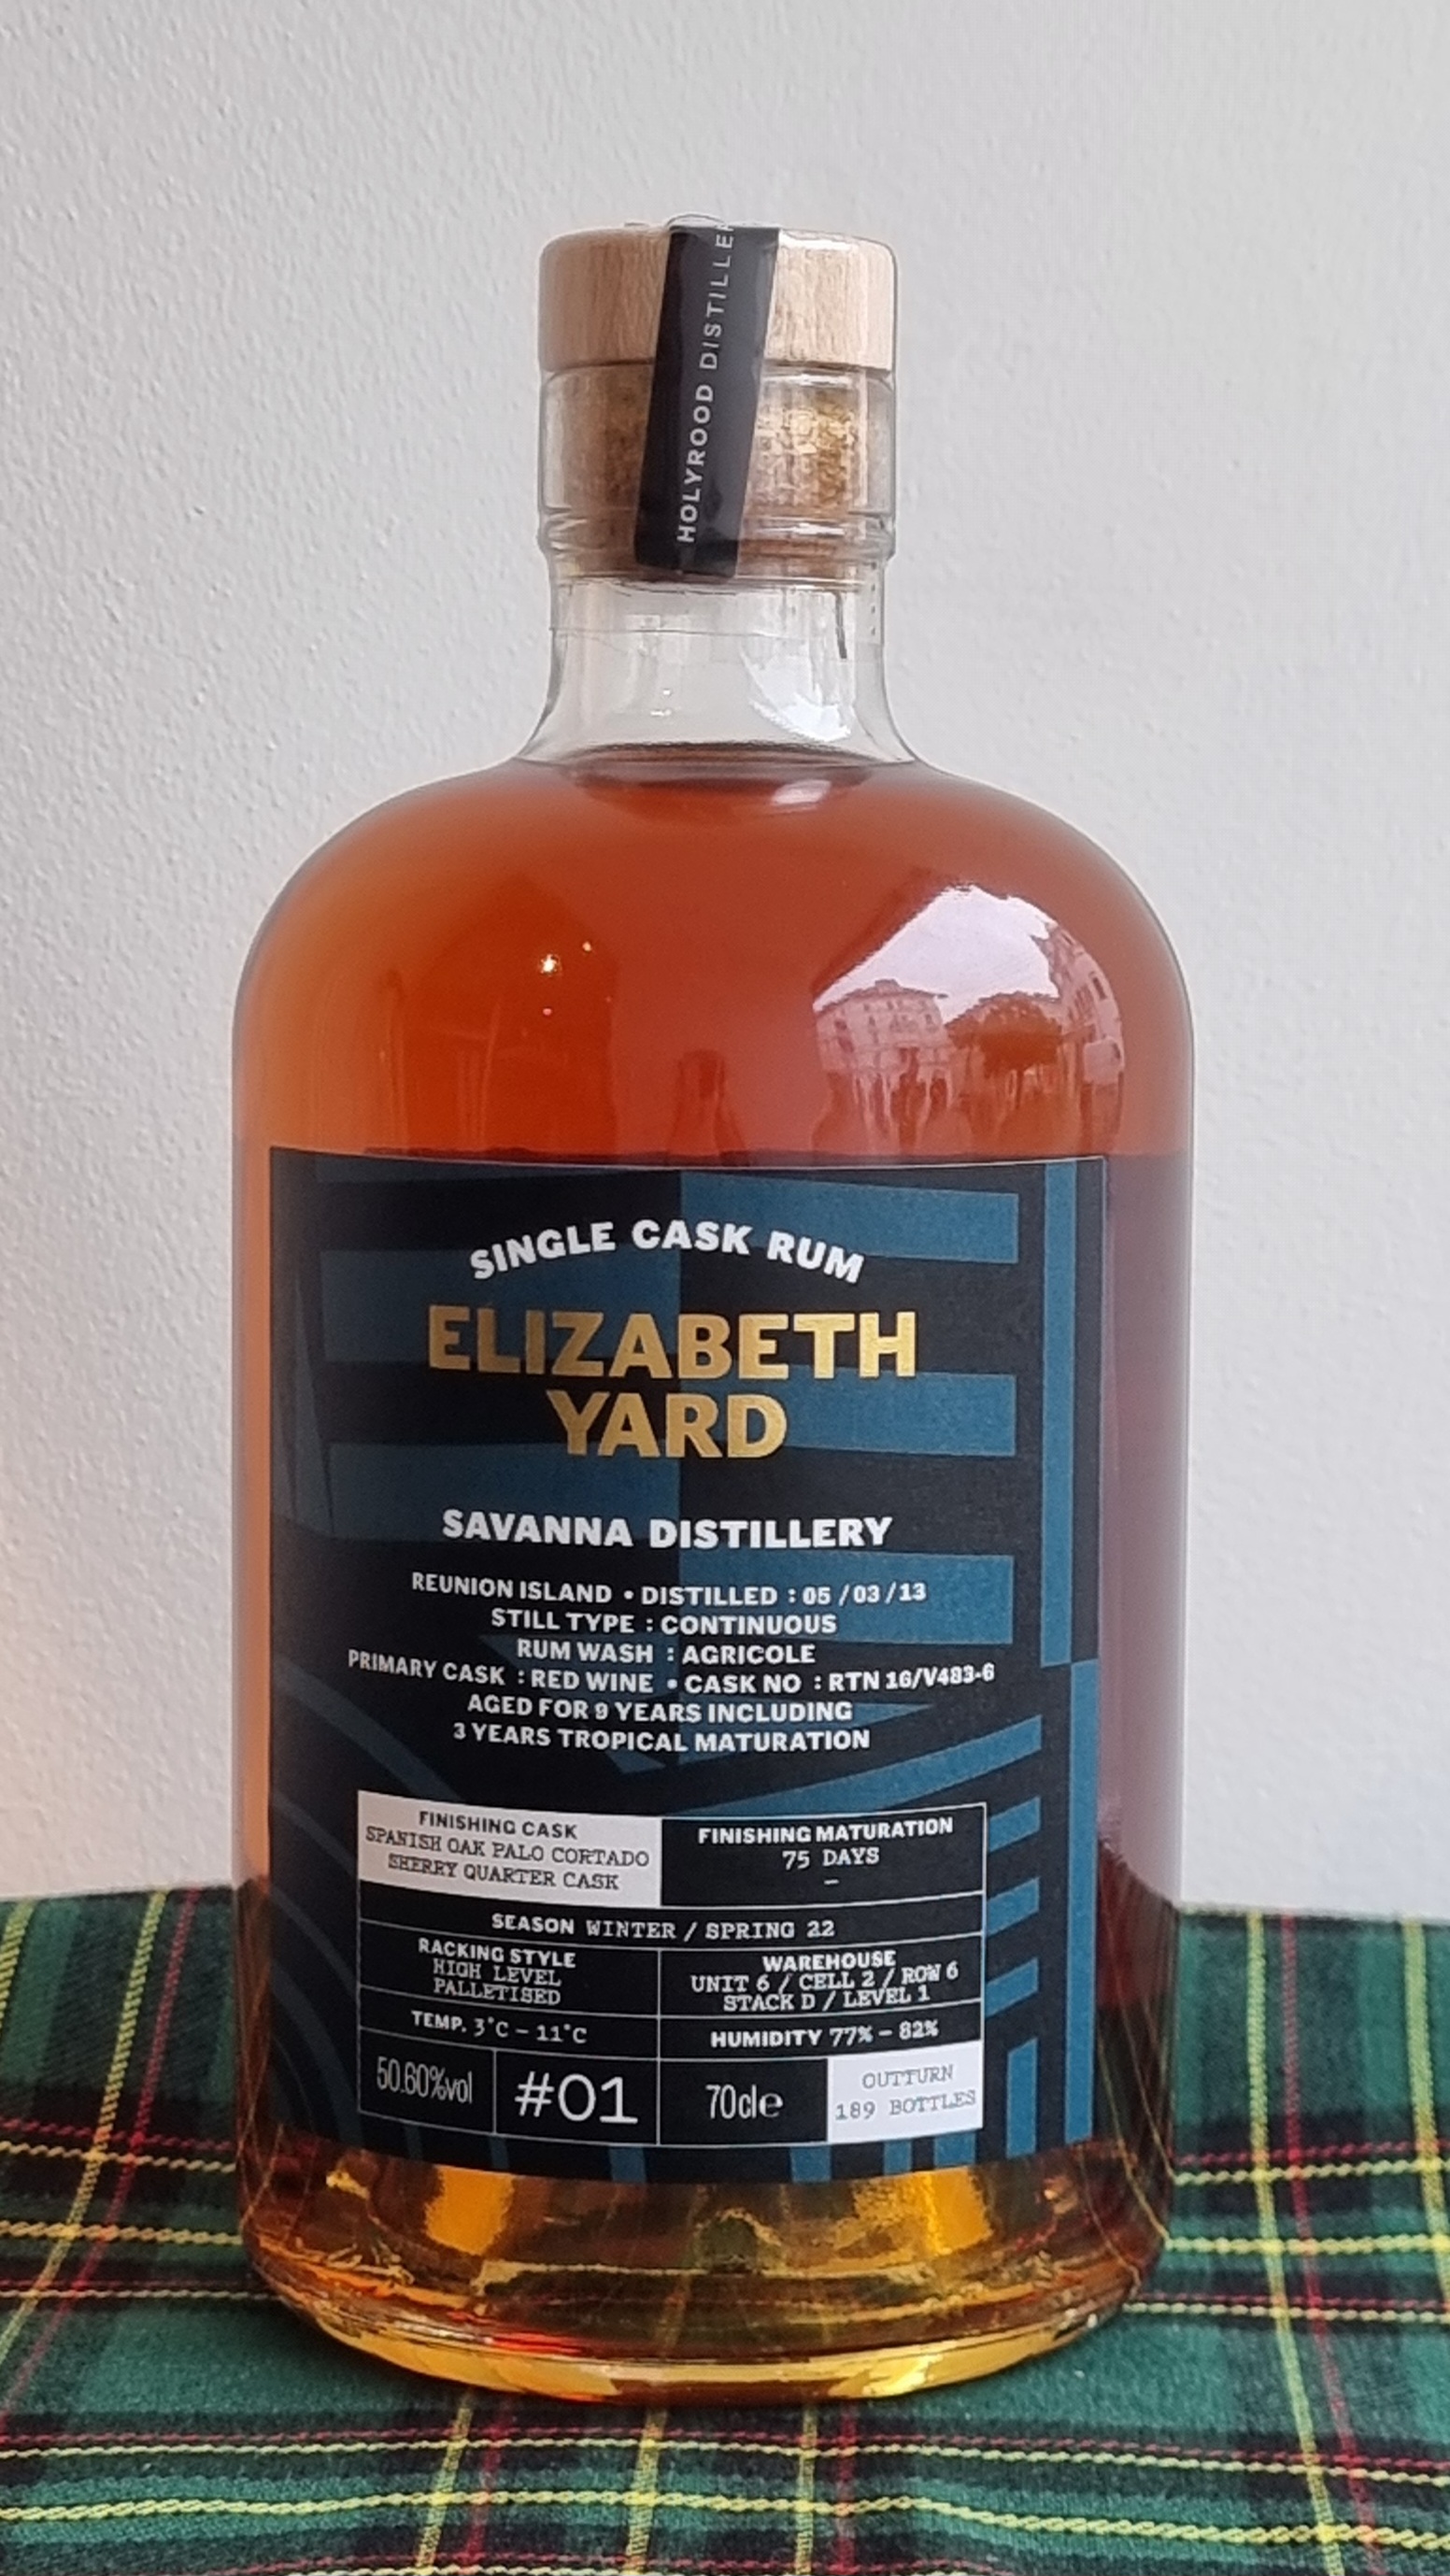 HOLYROOD DISTILLER
SINGLE CASK RUM
ELIZABETH
YARD
SAVANNA DISTILLERY
REUNION ISLAND • DISTILLED : 05 /03 /13
STILL TYPE : CONTINUOUS
RUM WASH : AGRICOLE
PRIMARY CASK : RED WINE • CASK NO : RTN 16/V483-6
AGED FOR 9 YEARS INCLUDING
3 YEARS TROPICAL MATURATION
FINISHING CASK
SPANISH OAK PALO CORTADO
SHERRY QUARTER CASK
FINISHING MATURATION
75 DAYS
–
SEASON WINTER / SPRING 22
RACKING STYLE
HIGH LEVEL
PALLETISED
WAREHOUSE
UNIT 6 / CELL 2 / ROW 6
STACK D / LEVEL 1
TEMP. 3°C – 11°C
HUMIDITY 77% – 82%
50.60%vol
#01
70cl℮
OUTTURN
189 BOTTLES